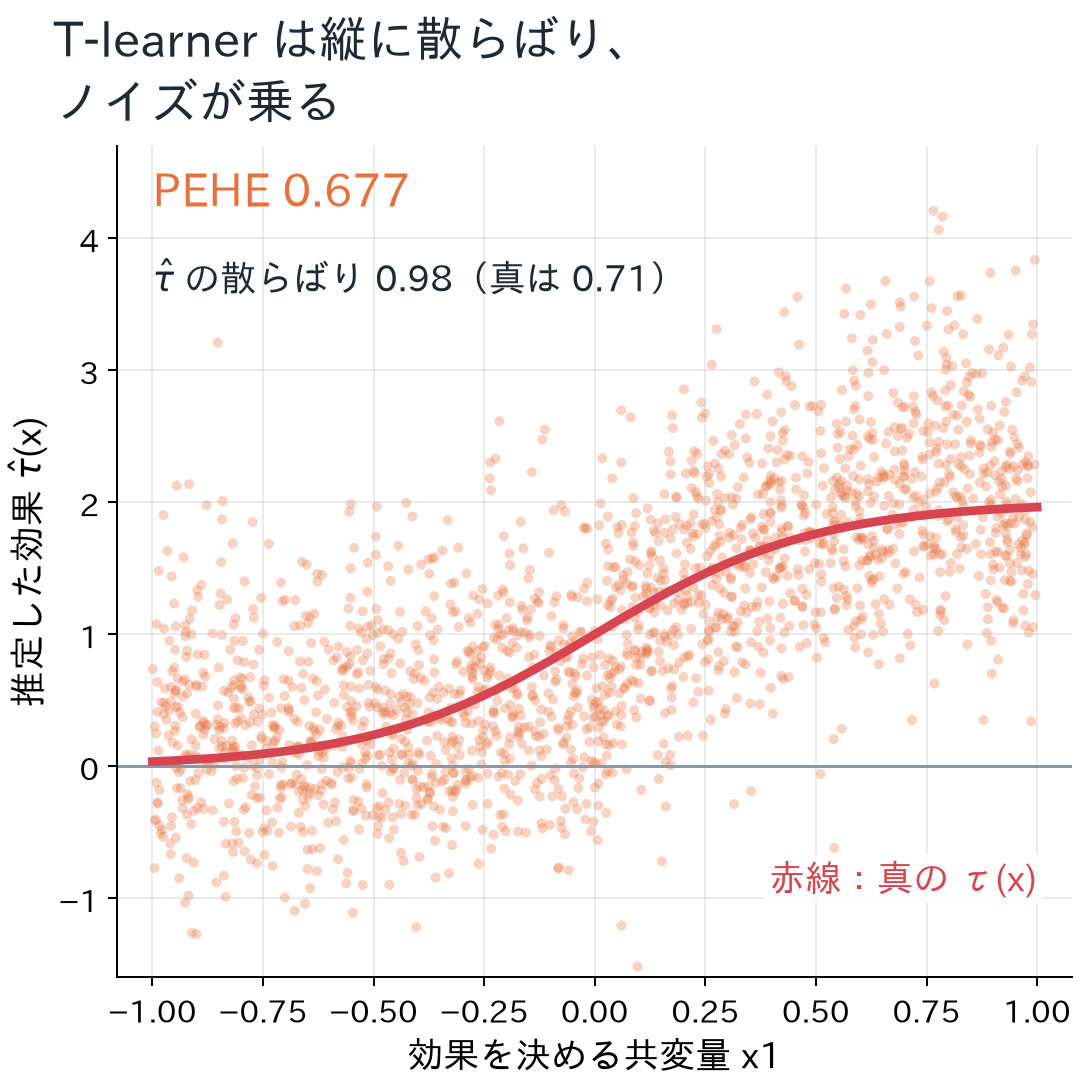 T-learner は縦に散らばり、
ノイズが乗る
PEHE 0.677
τ̂ の散らばり 0.98（真は 0.71）
4
3
2
1
0
−1
推定した効果 τ̂(x)
赤線：真の τ(x)
−1.00 −0.75 −0.50 −0.25 0.00 0.25 0.50 0.75 1.00
効果を決める共変量 x1